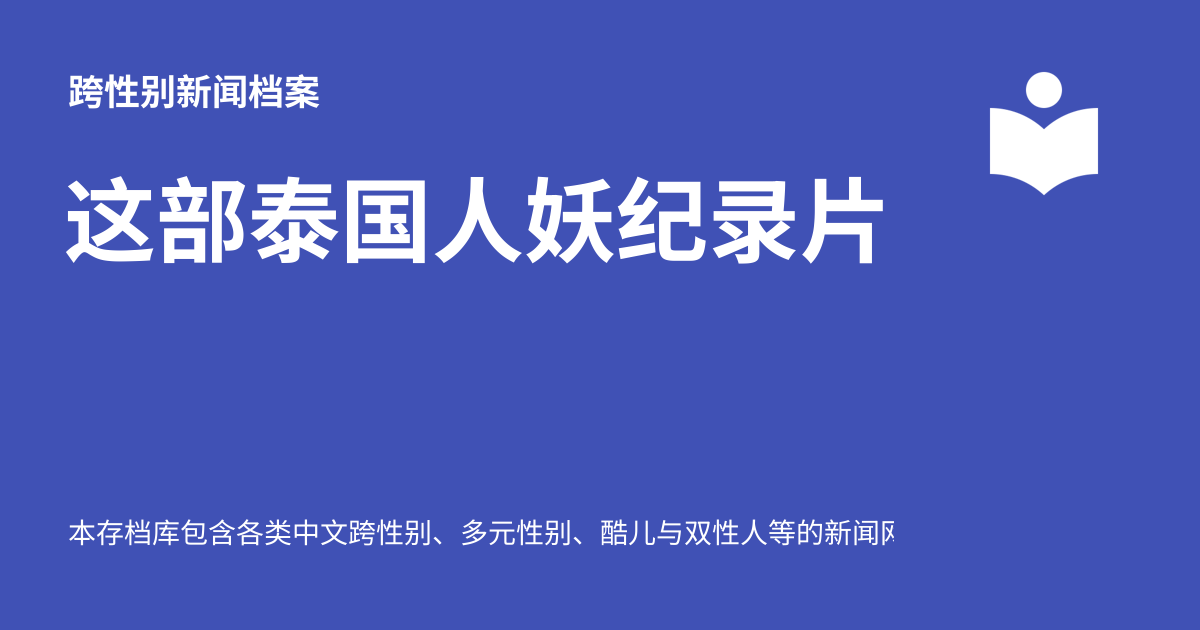 跨性别新闻档案
这部泰国人妖纪录片
本存档库包含各类中文跨性别、多元性别、酷儿与双性人等的新闻网